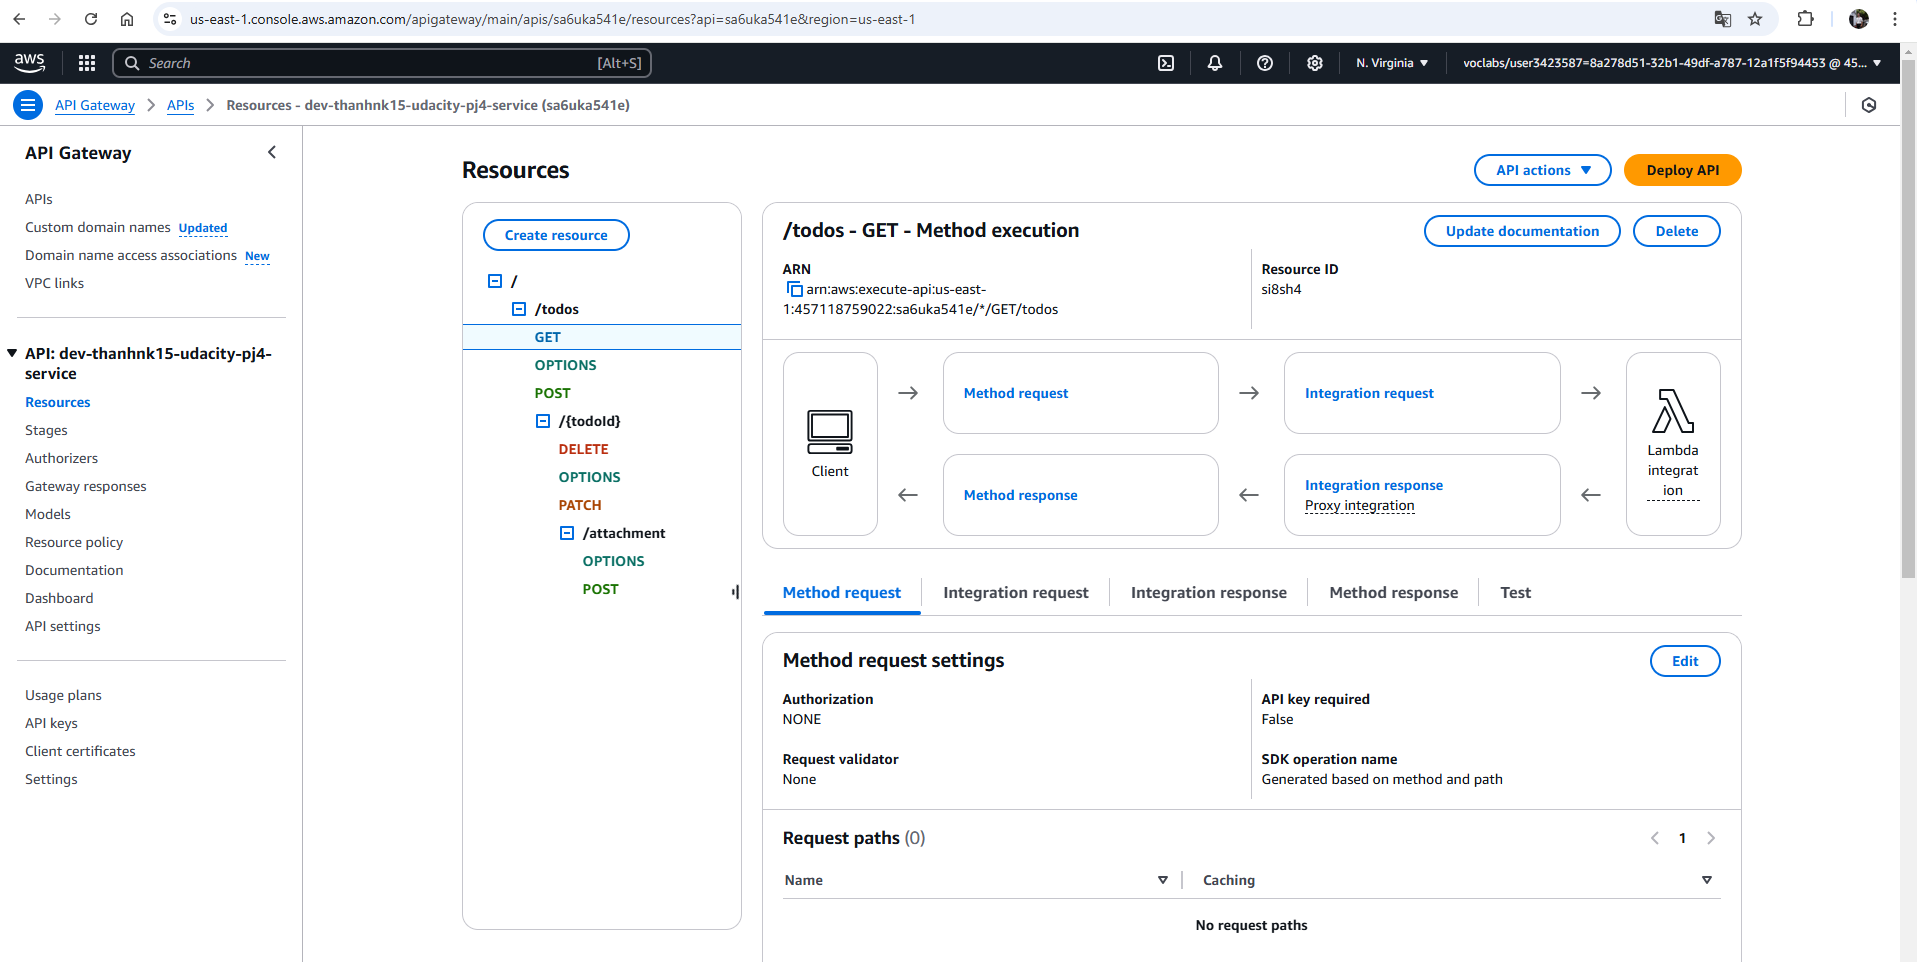 us-east-1.console.aws.amazon.com/apigateway/main/apis/sa6uka541e/resources?api=sa6uka541e&region=us-east-1
aws
Search
[Alt+S]
N. Virginia
voclabs/user3423587=8a278d51-32b1-49df-a787-12a1f5f94453 @ 45...
API Gateway
APIs
Resources - dev-thanhnk15-udacity-pj4-service (sa6uka541e)
API Gateway
APIs
Custom domain names Updated
Domain name access associations New
VPC links
API: dev-thanhnk15-udacity-pj4-
service
Resources
Stages
Authorizers
Gateway responses
Models
Resource policy
Documentation
Dashboard
API settings
Usage plans
API keys
Client certificates
Settings
Resources
API actions
Deploy API
Create resource
/
/todos
GET
OPTIONS
POST
/{todoId}
DELETE
OPTIONS
PATCH
/attachment
OPTIONS
POST
/todos - GET - Method execution
Update documentation
Delete
ARN
arn:aws:execute-api:us-east-
1:457118759022:sa6uka541e/*/GET/todos
Resource ID
si8sh4
Client
Method request
Integration request
Method response
Integration response
Proxy integration
Lambda
integrat
ion
Method request
Integration request
Integration response
Method response
Test
Method request settings
Edit
Authorization
NONE
API key required
False
Request validator
None
SDK operation name
Generated based on method and path
Request paths (0)
1
Name
Caching
No request paths